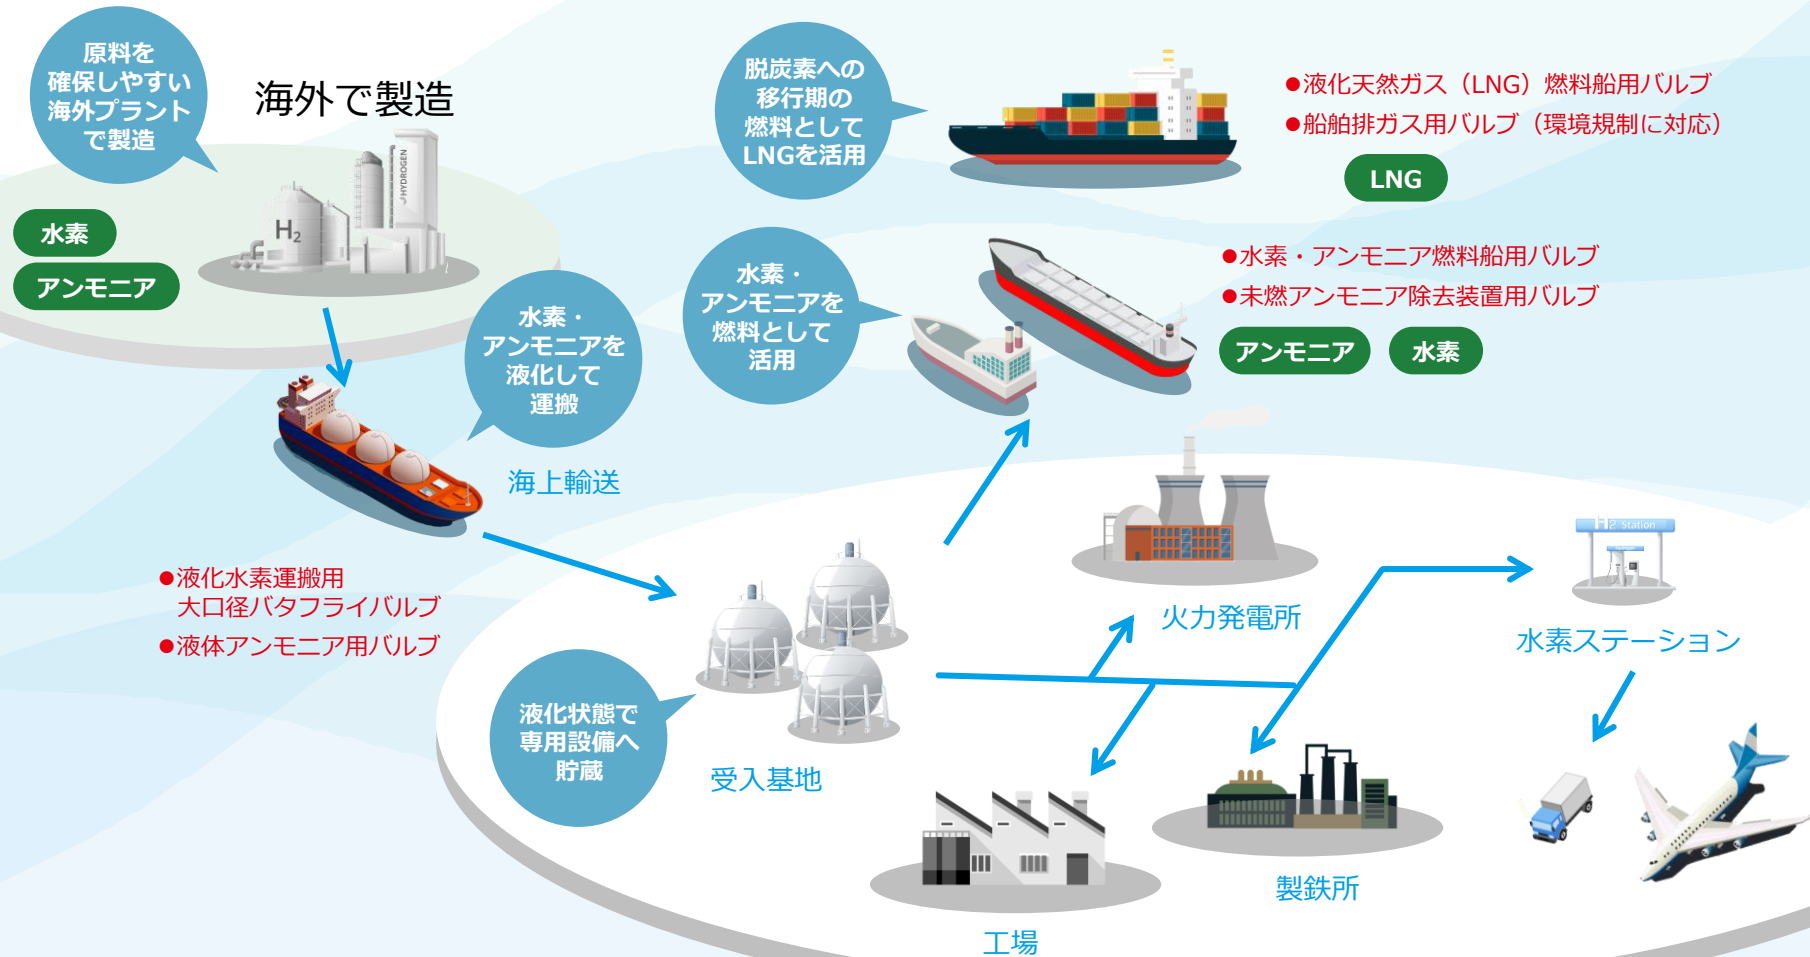 原料を
確保しやすい
海外プラント
で製造
海外で製造
HYDROGEN
H2
水素
アンモニア
水素・
アンモニアを
液化して
運搬
海上輸送
●液化水素運搬用
大口径バタフライバルブ
●液体アンモニア用バルブ
脱炭素への
移行期の
燃料として
LNGを活用
●液化天然ガス（LNG）燃料船用バルブ
●船舶排ガス用バルブ（環境規制に対応）
LNG
水素・
アンモニアを
燃料として
活用
●水素・アンモニア燃料船用バルブ
●未燃アンモニア除去装置用バルブ
アンモニア
水素
液化状態で
専用設備へ
貯蔵
受入基地
火力発電所
H2 Station
水素ステーション
製鉄所
工場